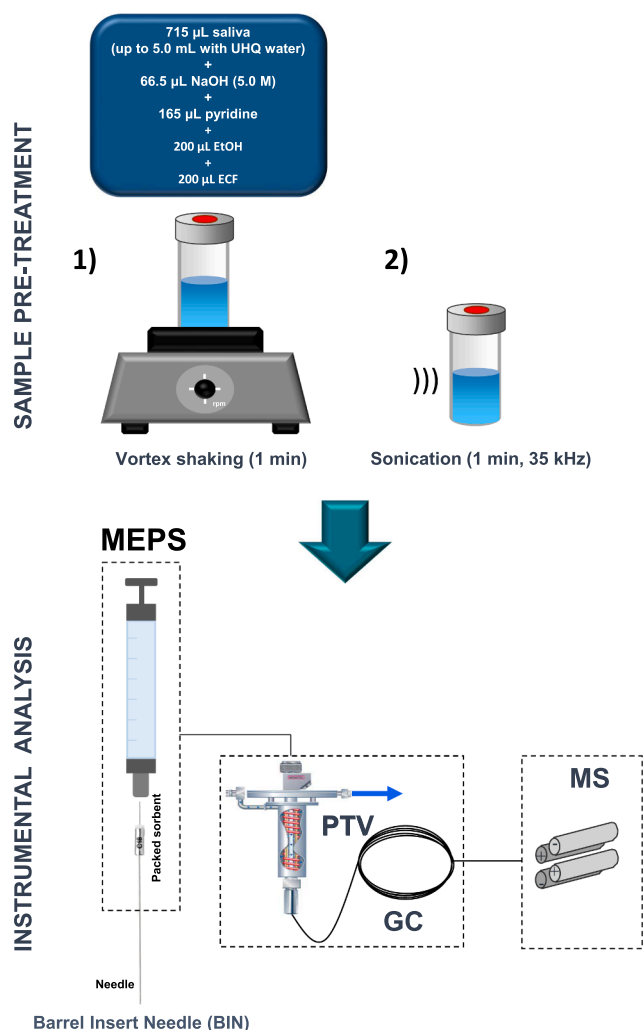 715 µL saliva
(up to 5.0 mL with UHQ water)
+
66.5 µL NaOH (5.0 M)
+
165 µL pyridine
+
200 µL EtOH
+
200 µL ECF
SAMPLE PRE-TREATMENT
1)
2)
rpm
)))
Vortex shaking (1 min)
Sonication (1 min, 35 kHz)
INSTRUMENTAL ANALYSIS
MEPS
Packed sorbent
C18
Needle
Barrel Insert Needle (BIN)
PTV
GC
MS
- -
+ +